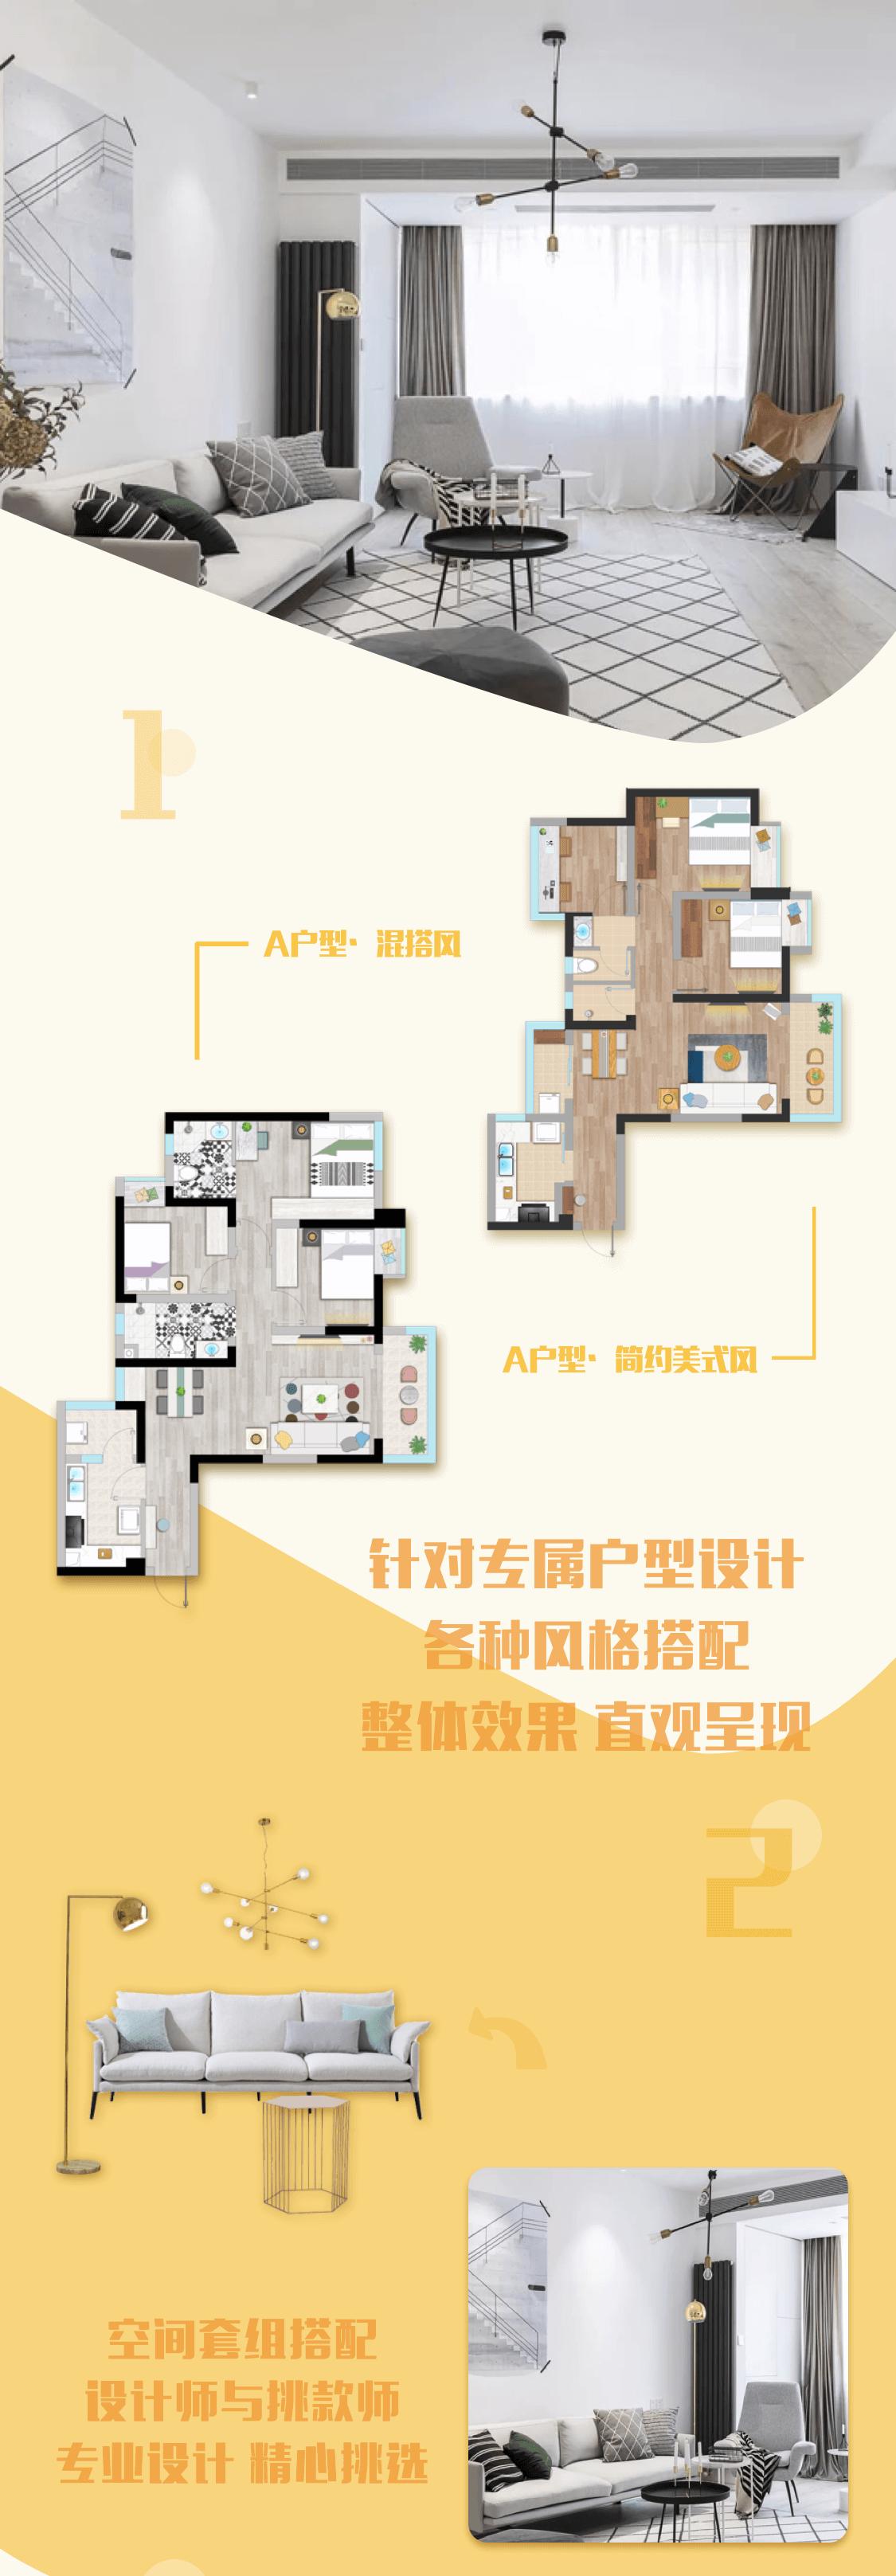 1
A户型· 混搭风
A户型· 简约美式风
针对专属户型设计
各种风格搭配
整体效果 直观呈现
2
空间套组搭配
设计师与挑款师
专业设计 精心挑选